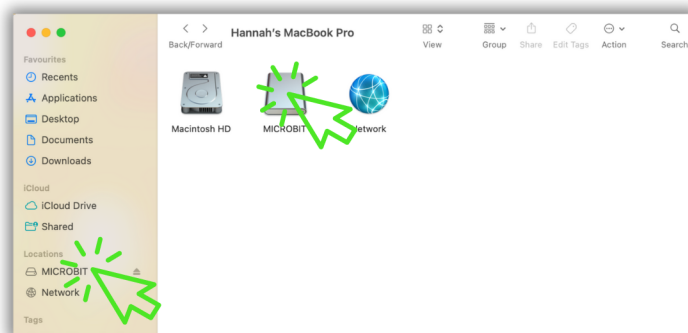 Hannah's MacBook Pro
Back/Forward
View
Group
Share
Edit Tags
Action
Search
Favourites
Recents
Applications
Desktop
Documents
Downloads
iCloud
iCloud Drive
Shared
Locations
MICROBIT
Network
Tags
Macintosh HD
MICROBIT
Network